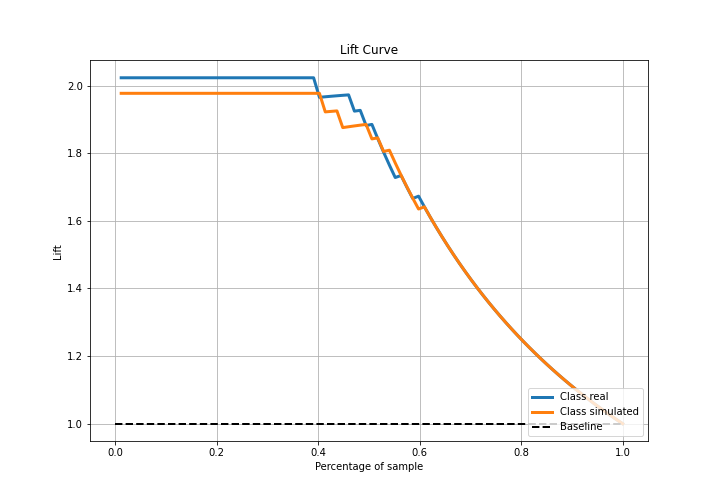 Lift Curve
Lift
2.0
1.8
1.6
1.4
1.2
1.0
0.0 0.2 0.4 0.6 0.8 1.0
Percentage of sample
Class real
Class simulated
Baseline